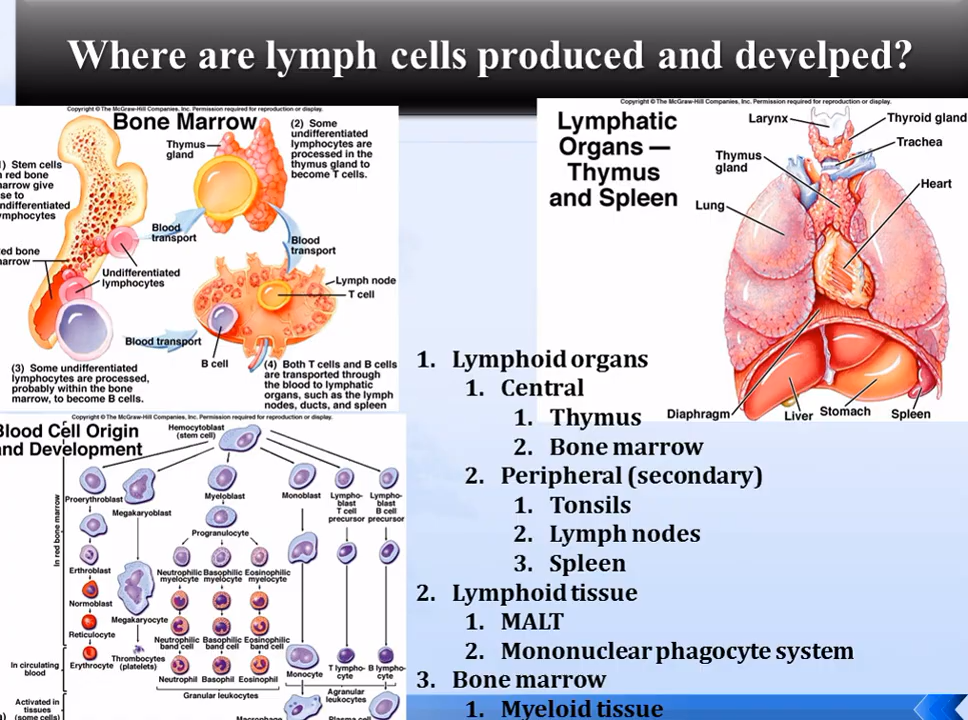 Where are lymph cells produced and develped?
Copyright © The McGraw-Hill Companies, Inc. Permission required for reproduction or display.
Bone Marrow
1) Stem cells
n red bone
narrow give
se to
ndifferentiated
ymphocytes
ed bone
arrow
Undifferentiated
lymphocytes
Thymus
gland
(2) Some
undifferentiated
lymphocytes are
processed in the
thymus gland to
become T cells.
Blood
transport
Blood
transport
Lymph node
T cell
Blood transport
B cell
(3) Some undifferentiated
lymphocytes are processed,
probably within the bone
marrow, to become B cells.
(4) Both T cells and B cells
are transported through
the blood to lymphatic
organs, such as the lymph
nodes, ducts, and spleen
Copyright © The McGraw-Hill Companies, Inc. Permission required for reproduction or display.
Lymphatic
Organs —
Thymus
and Spleen
Larynx
Thyroid gland
Trachea
Thymus
gland
Heart
Lung
Diaphragm
Liver
Stomach
Spleen
Copyright © The McGraw-Hill Companies, Inc. Permission required for reproduction or display.
Blood Cell Origin
nd Development
Hemocytoblast
(stem cell)
In red bone marrow
Proerythroblast
Megakaryoblast
Myeloblast
Monoblast
Lympho-
blast
T cell
precursor
Lympho-
blast
B cell
precursor
Progranulocyte
Erthroblast
Neutrophilic
myelocyte
Basophilic
myelocyte
Eosinophilic
myelocyte
Normoblast
Reticulocyte
Megakaryocyte
Neutrophilic
band cell
Basophilic
band cell
Eosinophilic
band cell
In circulating
blood
Erythrocyte
Thrombocytes
(platelets)
Neutrophil
Basophil
Eosinophil
Monocyte
T lympho-
cyte
B lympho-
cyte
Granular leukocytes
Agranular
leukocytes
Activated in
tissues
(some cells)
Macrophage
Plasma cell
1. Lymphoid organs
1. Central
1. Thymus
2. Bone marrow
2. Peripheral (secondary)
1. Tonsils
2. Lymph nodes
3. Spleen
2. Lymphoid tissue
1. MALT
2. Mononuclear phagocyte system
3. Bone marrow
1. Myeloid tissue